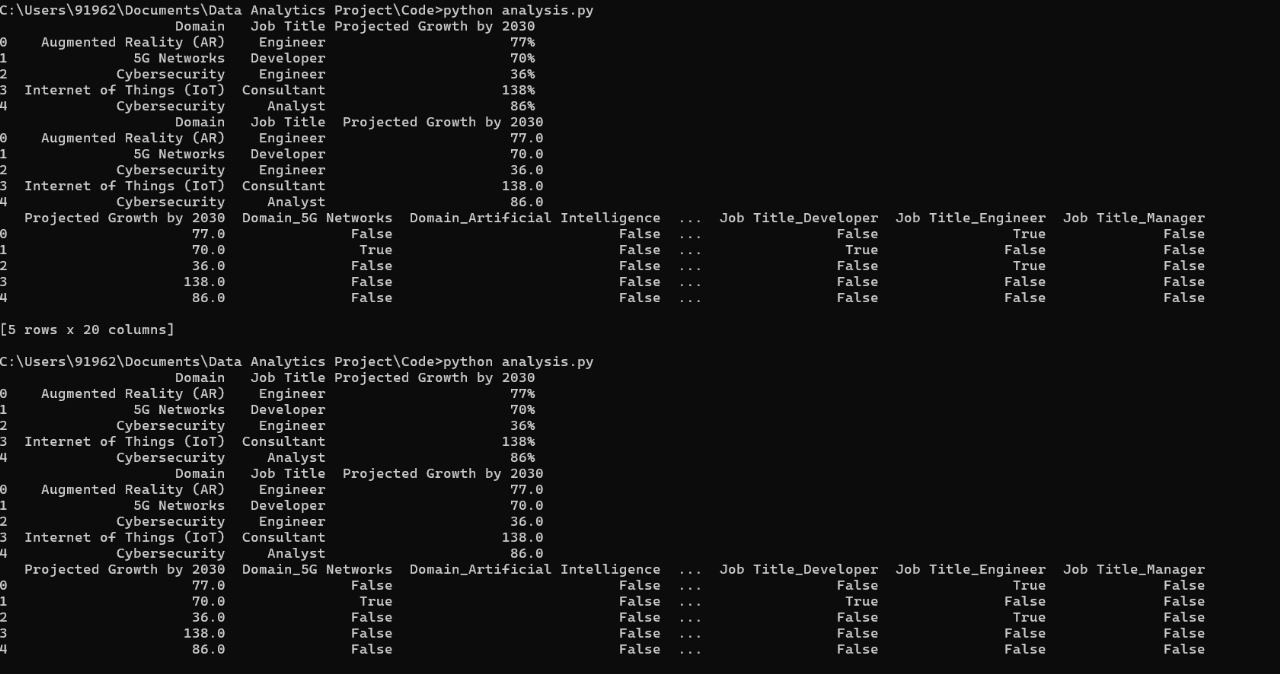 C:\Users\91962\Documents\Data Analytics Project\Code>python analysis.py
                     Domain   Job Title Projected Growth by 2030
0    Augmented Reality (AR)    Engineer                      77%
1               5G Networks   Developer                      70%
2             Cybersecurity    Engineer                      36%
3  Internet of Things (IoT)  Consultant                     138%
4             Cybersecurity     Analyst                      86%
                     Domain   Job Title  Projected Growth by 2030
0    Augmented Reality (AR)    Engineer                      77.0
1               5G Networks   Developer                      70.0
2             Cybersecurity    Engineer                      36.0
3  Internet of Things (IoT)  Consultant                     138.0
4             Cybersecurity     Analyst                      86.0
   Projected Growth by 2030  Domain_5G Networks  Domain_Artificial Intelligence  ...  Job Title_Developer  Job Title_Engineer  Job Title_Manager
0                      77.0               False                           False  ...                False                True              False
1                      70.0                True                           False  ...                 True               False              False
2                      36.0               False                           False  ...                False                True              False
3                     138.0               False                           False  ...                False               False              False
4                      86.0               False                           False  ...                False               False              False
[5 rows x 20 columns]
C:\Users\91962\Documents\Data Analytics Project\Code>python analysis.py
                     Domain   Job Title Projected Growth by 2030
0    Augmented Reality (AR)    Engineer                      77%
1               5G Networks   Developer                      70%
2             Cybersecurity    Engineer                      36%
3  Internet of Things (IoT)  Consultant                     138%
4             Cybersecurity     Analyst                      86%
                     Domain   Job Title  Projected Growth by 2030
0    Augmented Reality (AR)    Engineer                      77.0
1               5G Networks   Developer                      70.0
2             Cybersecurity    Engineer                      36.0
3  Internet of Things (IoT)  Consultant                     138.0
4             Cybersecurity     Analyst                      86.0
   Projected Growth by 2030  Domain_5G Networks  Domain_Artificial Intelligence  ...  Job Title_Developer  Job Title_Engineer  Job Title_Manager
0                      77.0               False                           False  ...                False                True              False
1                      70.0                True                           False  ...                 True               False              False
2                      36.0               False                           False  ...                False                True              False
3                     138.0               False                           False  ...                False               False              False
4                      86.0               False                           False  ...                False               False              False